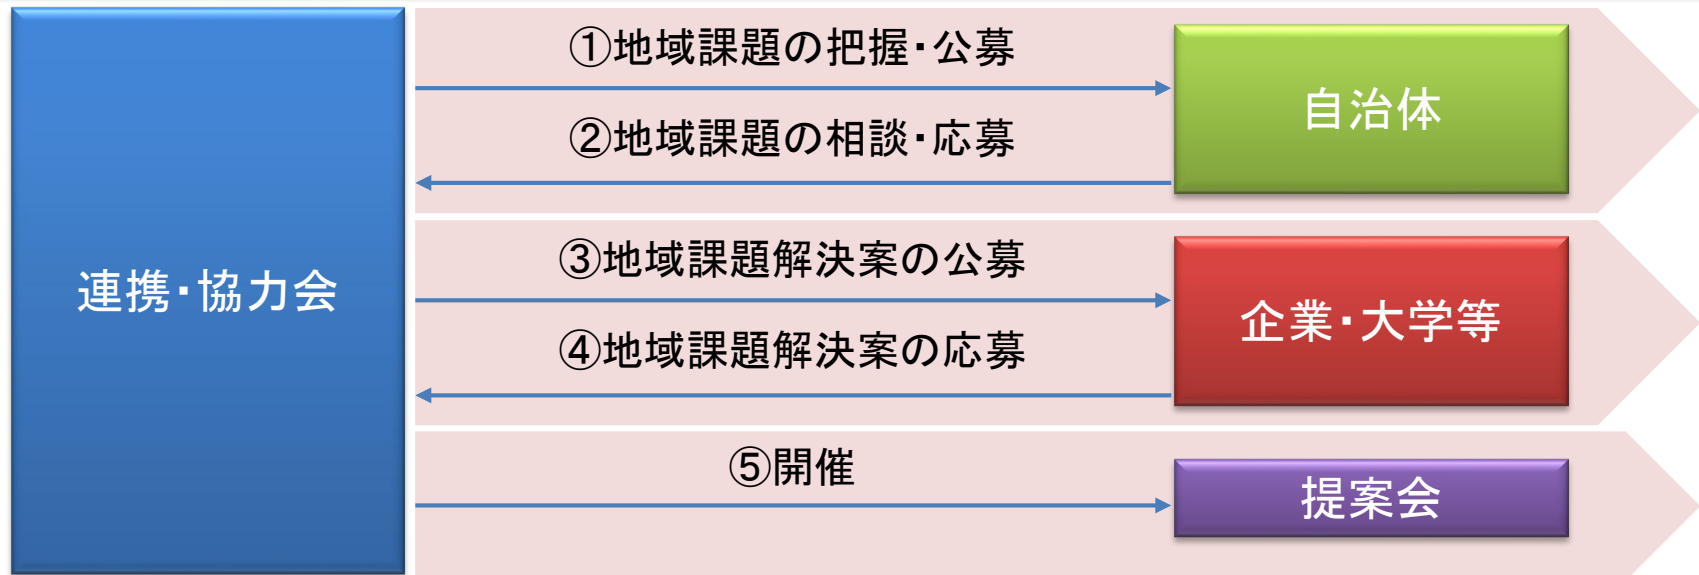 連携・協力会
①地域課題の把握・公募
②地域課題の相談・応募
自治体
③地域課題解決案の公募
④地域課題解決案の応募
企業・大学等
⑤開催
提案会